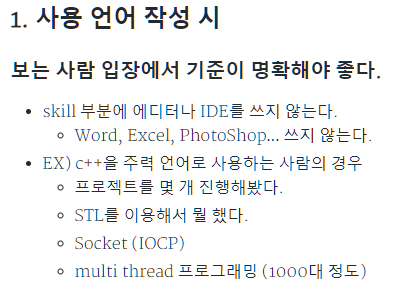 1. 사용 언어 작성 시
보는 사람 입장에서 기준이 명확해야 좋다.
• skill 부분에 에디터나 IDE를 쓰지 않는다.
◦ Word, Excel, PhotoShop... 쓰지 않는다.
• EX) c++을 주력 언어로 사용하는 사람의 경우
◦ 프로젝트를 몇 개 진행해봤다.
◦ STL를 이용해서 뭘 했다.
◦ Socket (IOCP)
◦ multi thread 프로그래밍 (1000대 정도)